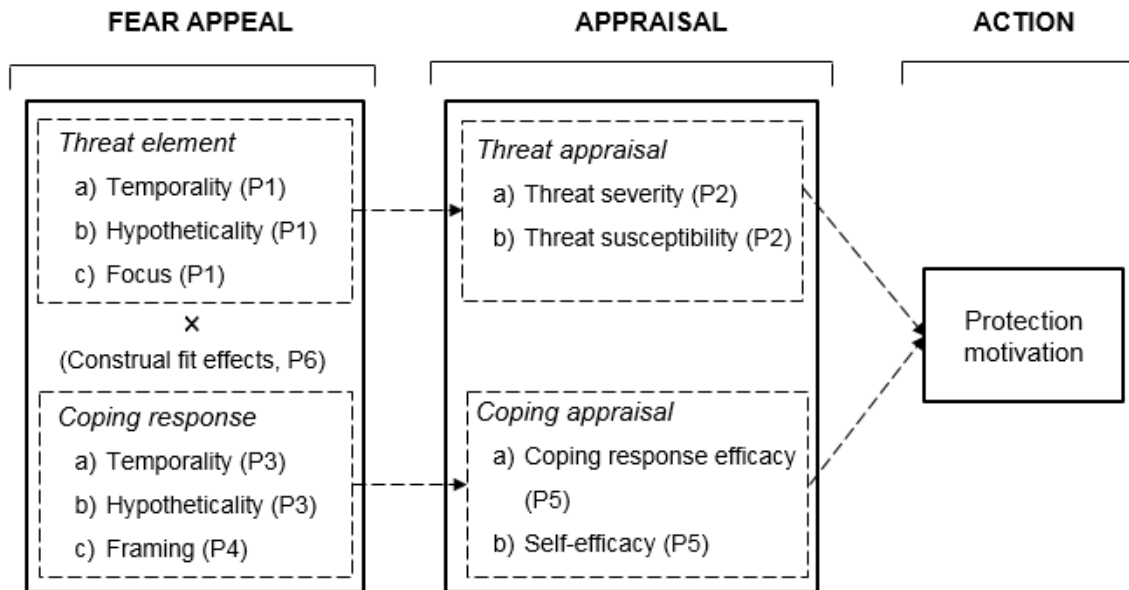 FEAR APPEAL
APPRAISAL
ACTION
Threat element
a) Temporality (P1)
b) Hypotheticality (P1)
c) Focus (P1)
×
(Construal fit effects, P6)
Coping response
a) Temporality (P3)
b) Hypotheticality (P3)
c) Framing (P4)
Threat appraisal
a) Threat severity (P2)
b) Threat susceptibility (P2)
Coping appraisal
a) Coping response efficacy
(P5)
b) Self-efficacy (P5)
Protection
motivation